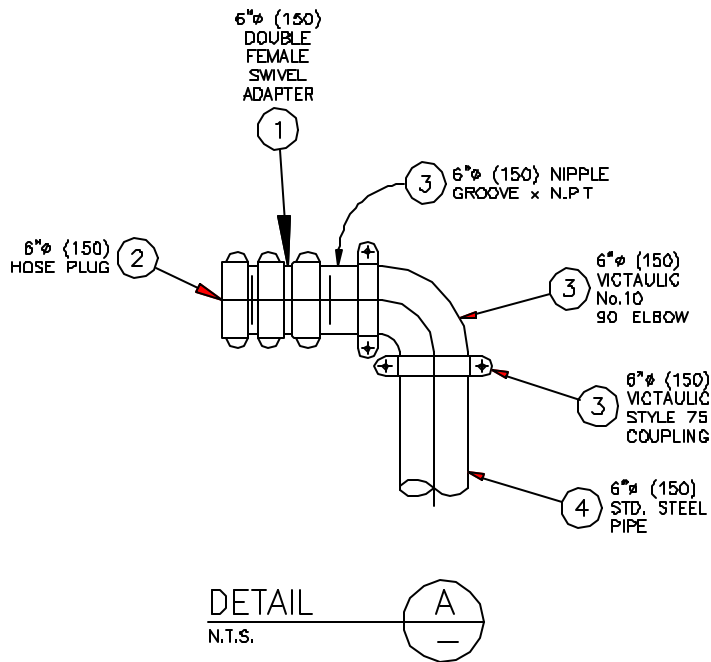 6"ø (150)
DOUBLE
FEMALE
SWIVEL
ADAPTER
1
3
6"ø (150) NIPPLE
GROOVE x N.P.T
6"ø (150)
HOSE PLUG
2
3
6"ø (150)
VICTAULIC
No.10
90 ELBOW
3
6"ø (150)
VICTAULIC
STYLE 75
COUPLING
4
6"ø (150)
STD. STEEL
PIPE
DETAIL
N.T.S.
A
—